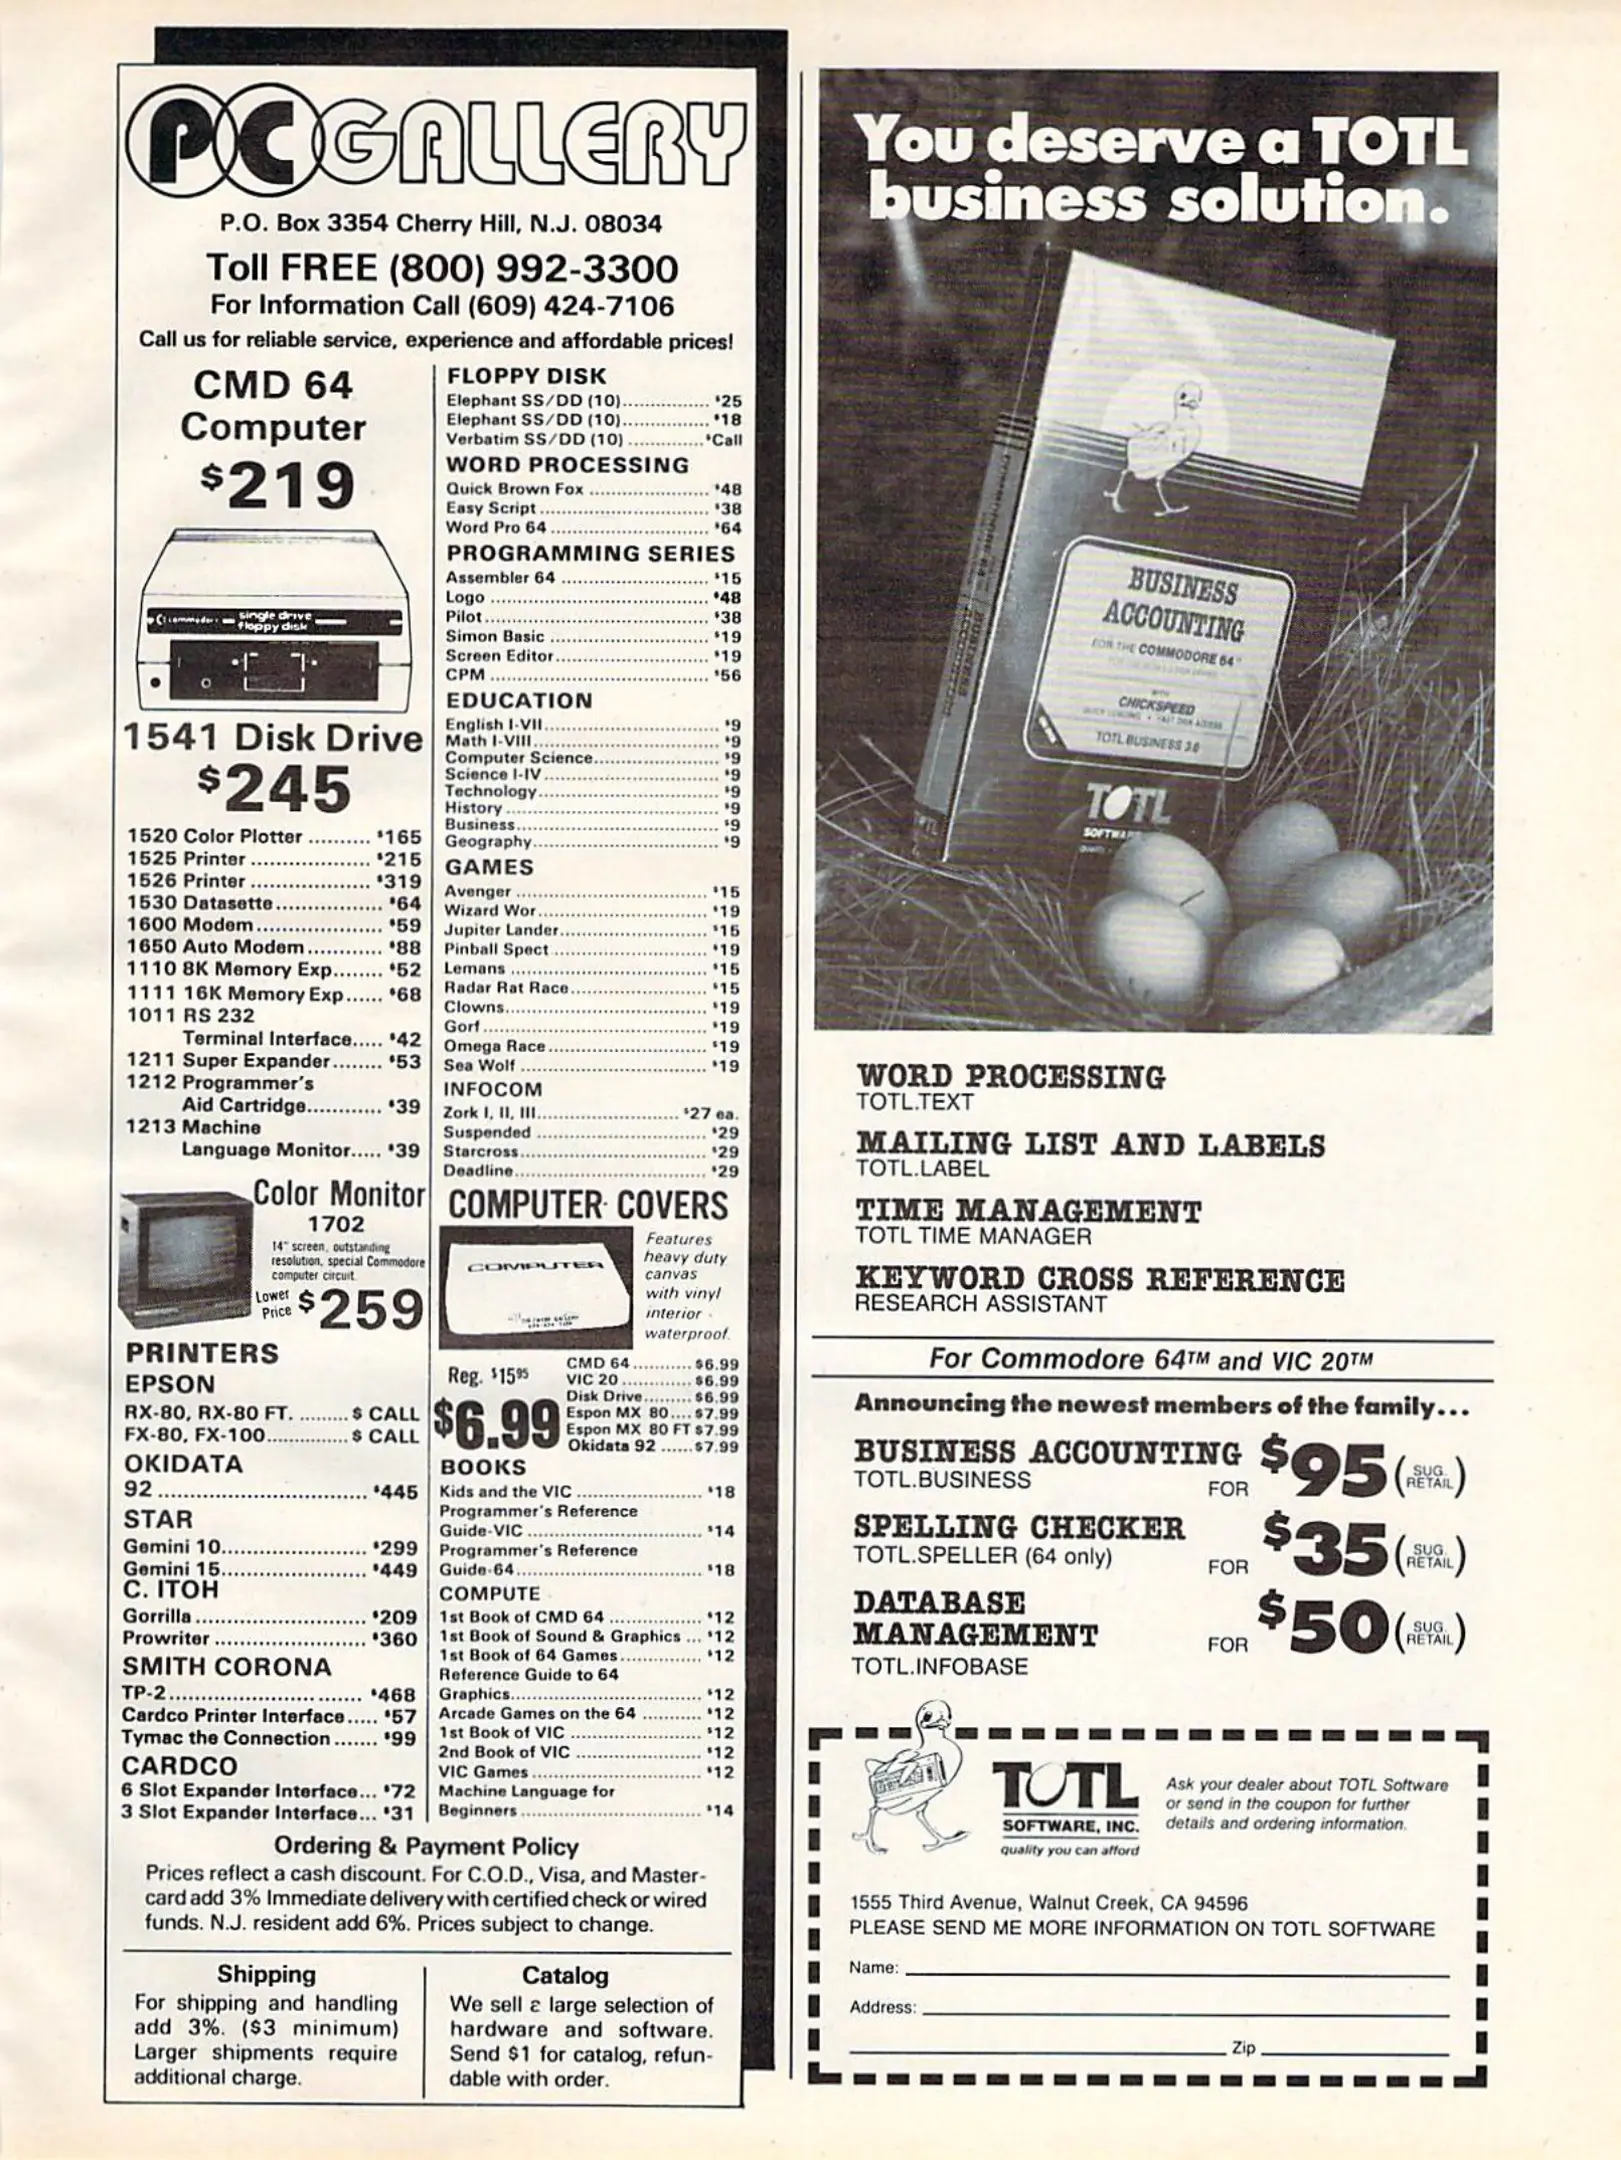 PC GALLERY
P.O. Box 3354 Cherry Hill, N.J. 08034
Toll FREE (800) 992-3300
For Information Call (609) 424-7106
Call us for reliable service, experience and affordable prices!
CMD 64
Computer
$219
commodore single drive
floppy disk
1541 Disk Drive
$245
1520 Color Plotter .......... $165
1525 Printer ................... $215
1526 Printer ................... $319
1530 Datasette................. $64
1600 Modem.................... $59
1650 Auto Modem............ $88
1110 8K Memory Exp........ $52
1111 16K Memory Exp...... $68
1011 RS 232
Terminal Interface..... $42
1211 Super Expander........ $53
1212 Programmer's
Aid Cartridge............ $39
1213 Machine
Language Monitor..... $39
Color Monitor
1702
14" screen, outstanding
resolution, special Commodore
computer circuit.
Lower
Price $259
PRINTERS
EPSON
RX-80, RX-80 FT. ......... $ CALL
FX-80, FX-100............... $ CALL
OKIDATA
92 ................................. $445
STAR
Gemini 10....................... $299
Gemini 15....................... $449
C. ITOH
Gorrilla ........................... $209
Prowriter ........................ $360
SMITH CORONA
TP-2............................... $468
Cardco Printer Interface..... $57
Tymac the Connection ....... $99
CARDCO
6 Slot Expander Interface... $72
3 Slot Expander Interface... $31
FLOPPY DISK
Elephant SS/DD (10)................ $25
Elephant SS/DD (10)................ $18
Verbatim SS/DD (10) ..............$Call
WORD PROCESSING
Quick Brown Fox ...................... $48
Easy Script ............................... $38
Word Pro 64 ............................. $64
PROGRAMMING SERIES
Assembler 64 ........................... $15
Logo ........................................ $48
Pilot......................................... $38
Simon Basic ............................. $19
Screen Editor............................ $19
CPM ........................................ $56
EDUCATION
English I-VII................................ $9
Math I-VIII.................................. $9
Computer Science....................... $9
Science I-IV................................ $9
Technology................................. $9
History ....................................... $9
Business..................................... $9
Geography.................................. $9
GAMES
Avenger ................................... $15
Wizard Wor............................... $19
Jupiter Lander........................... $15
Pinball Spect ............................ $19
Lemans .................................... $15
Radar Rat Race......................... $15
Clowns..................................... $19
Gorf......................................... $19
Omega Race ............................. $19
Sea Wolf .................................. $19
INFOCOM
Zork I, II, III.......................... $27 ea.
Suspended ............................... $29
Starcross.................................. $29
Deadline................................... $29
COMPUTER COVERS
COMPUTER
Features
heavy duty
canvas
with vinyl
interior -
waterproof.
Reg. $15⁹⁵
$6.99
CMD 64........... $6.99
VIC 20 ............. $6.99
Disk Drive......... $6.99
Espon MX 80.... $7.99
Espon MX 80 FT $7.99
Okidata 92 ...... $7.99
BOOKS
Kids and the VIC ...................... $18
Programmer's Reference
Guide-VIC ............................... $14
Programmer's Reference
Guide-64.................................. $18
COMPUTE
1st Book of CMD 64 ................ $12
1st Book of Sound & Graphics ... $12
1st Book of 64 Games............... $12
Reference Guide to 64
Graphics................................... $12
Arcade Games on the 64 ........... $12
1st Book of VIC ........................ $12
2nd Book of VIC ....................... $12
VIC Games............................... $12
Machine Language for
Beginners ................................. $14
Ordering & Payment Policy
Prices reflect a cash discount. For C.O.D., Visa, and Master-
card add 3% Immediate delivery with certified check or wired
funds. N.J. resident add 6%. Prices subject to change.
Shipping
For shipping and handling
add 3%. ($3 minimum)
Larger shipments require
additional charge.
Catalog
We sell a large selection of
hardware and software.
Send $1 for catalog, refun-
dable with order.
You deserve a TOTL
business solution.
BUSINESS
ACCOUNTING
FOR THE COMMODORE 64™
WITH
CHICKSPEED
QUICK LOADING • FAST DISK ACCESS
TOTL.BUSINESS 3.6
TOTL
SOFTWARE
TOTL
WORD PROCESSING
TOTL.TEXT
MAILING LIST AND LABELS
TOTL.LABEL
TIME MANAGEMENT
TOTL TIME MANAGER
KEYWORD CROSS REFERENCE
RESEARCH ASSISTANT
For Commodore 64™ and VIC 20™
Announcing the newest members of the family...
BUSINESS ACCOUNTING
TOTL.BUSINESS FOR $95 (SUG. RETAIL)
SPELLING CHECKER
TOTL.SPELLER (64 only) FOR $35 (SUG. RETAIL)
DATABASE
MANAGEMENT FOR $50 (SUG. RETAIL)
TOTL.INFOBASE
TOTL
SOFTWARE, INC.
quality you can afford
Ask your dealer about TOTL Software
or send in the coupon for further
details and ordering information.
1555 Third Avenue, Walnut Creek, CA 94596
PLEASE SEND ME MORE INFORMATION ON TOTL SOFTWARE
Name:
Address:
Zip